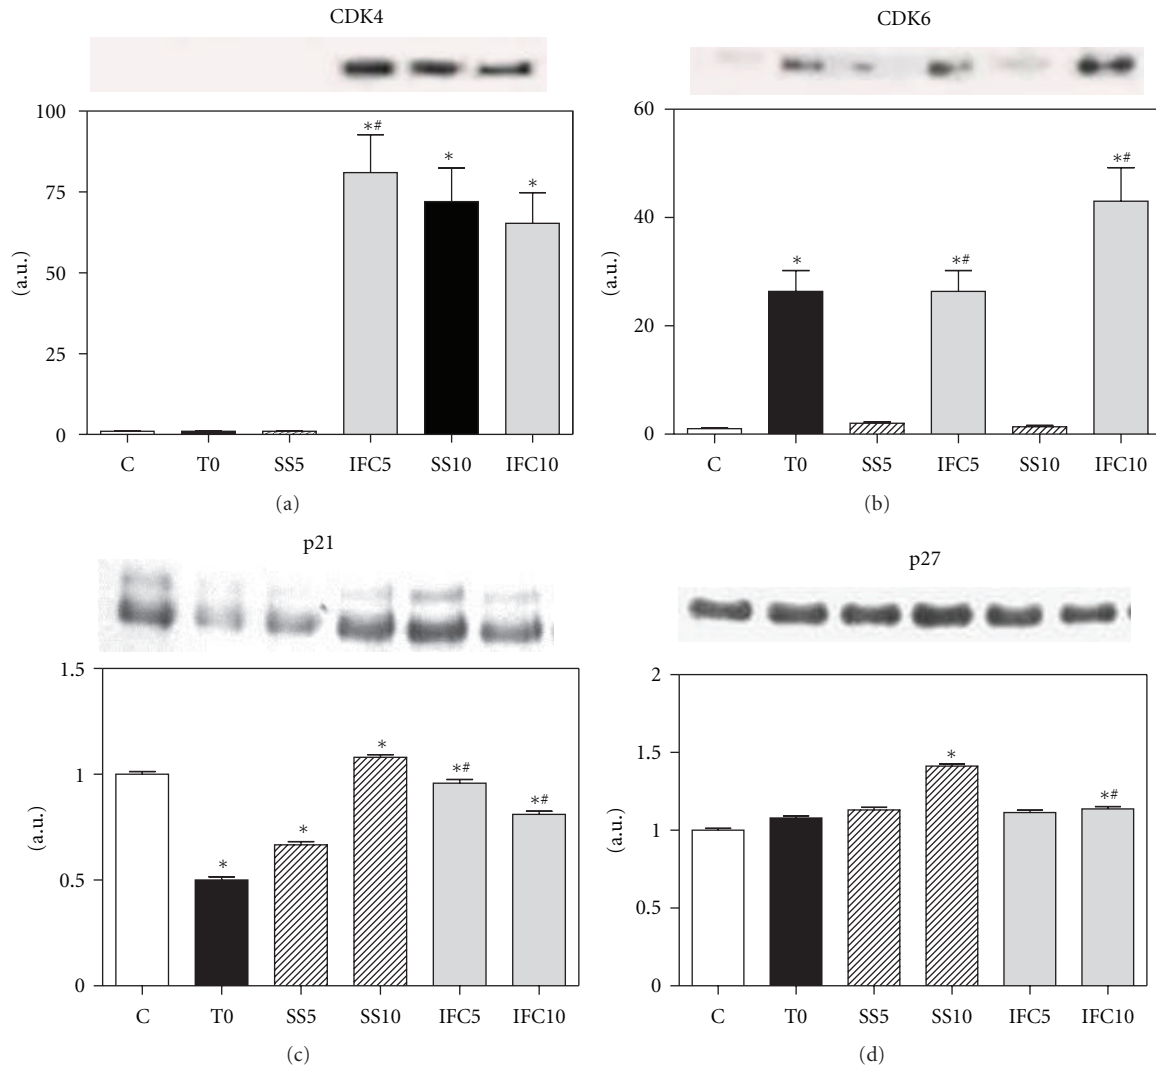 CDK4
100
75
50
25
0
(a.u.)
*#
*
*
C T0 SS5 IFC5 SS10 IFC10
(a)
CDK6
60
40
20
0
(a.u.)
*
*#
*#
C T0 SS5 IFC5 SS10 IFC10
(b)
p21
1.5
1
0.5
0
(a.u.)
*
*
*
*#
*#
C T0 SS5 SS10 IFC5 IFC10
(c)
p27
2
1.5
1
0.5
0
(a.u.)
*
*#
C T0 SS5 SS10 IFC5 IFC10
(d)